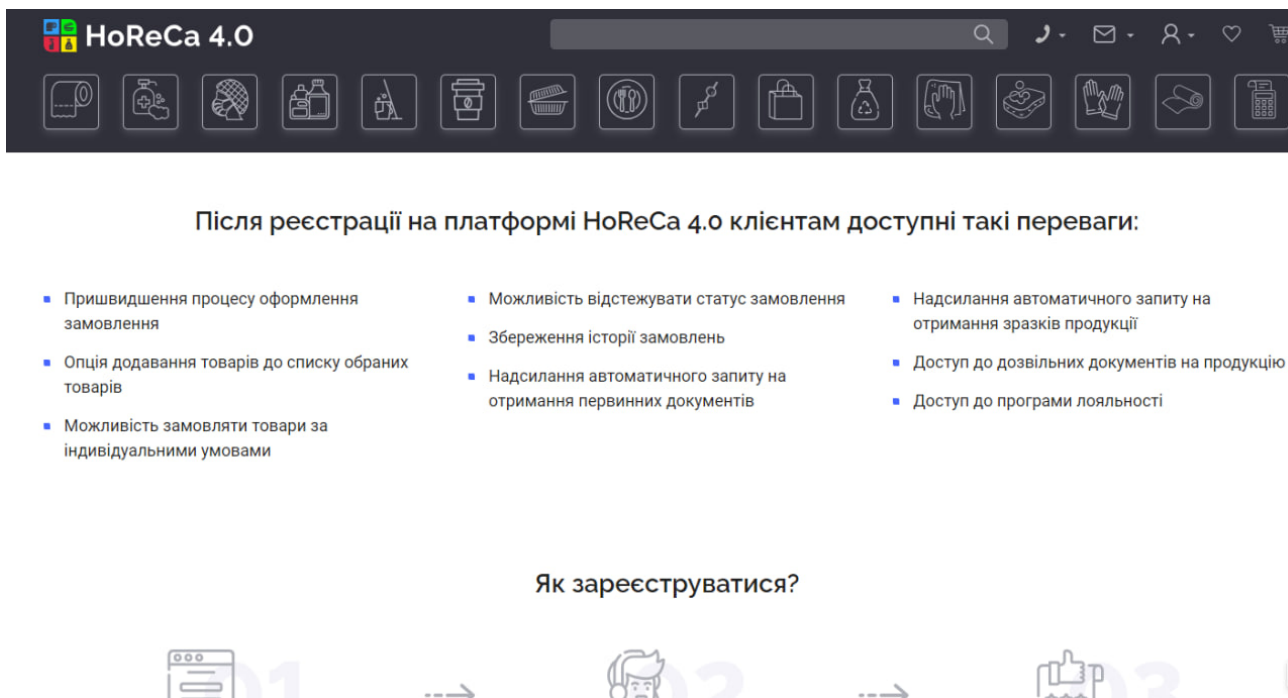 HoReCa 4.0
Після реєстрації на платформі HoReCa 4.0 клієнтам доступні такі переваги:
Пришвидшення процесу оформлення
замовлення
Опція додавання товарів до списку обраних
товарів
Можливість замовляти товари за
індивідуальними умовами
Можливість відстежувати статус замовлення
Збереження історії замовлень
Надсилання автоматичного запиту на
отримання первинних документів
Надсилання автоматичного запиту на
отримання зразків продукції
Доступ до дозвільних документів на продукцію
Доступ до програми лояльності
Як зареєструватися?
01
02
03